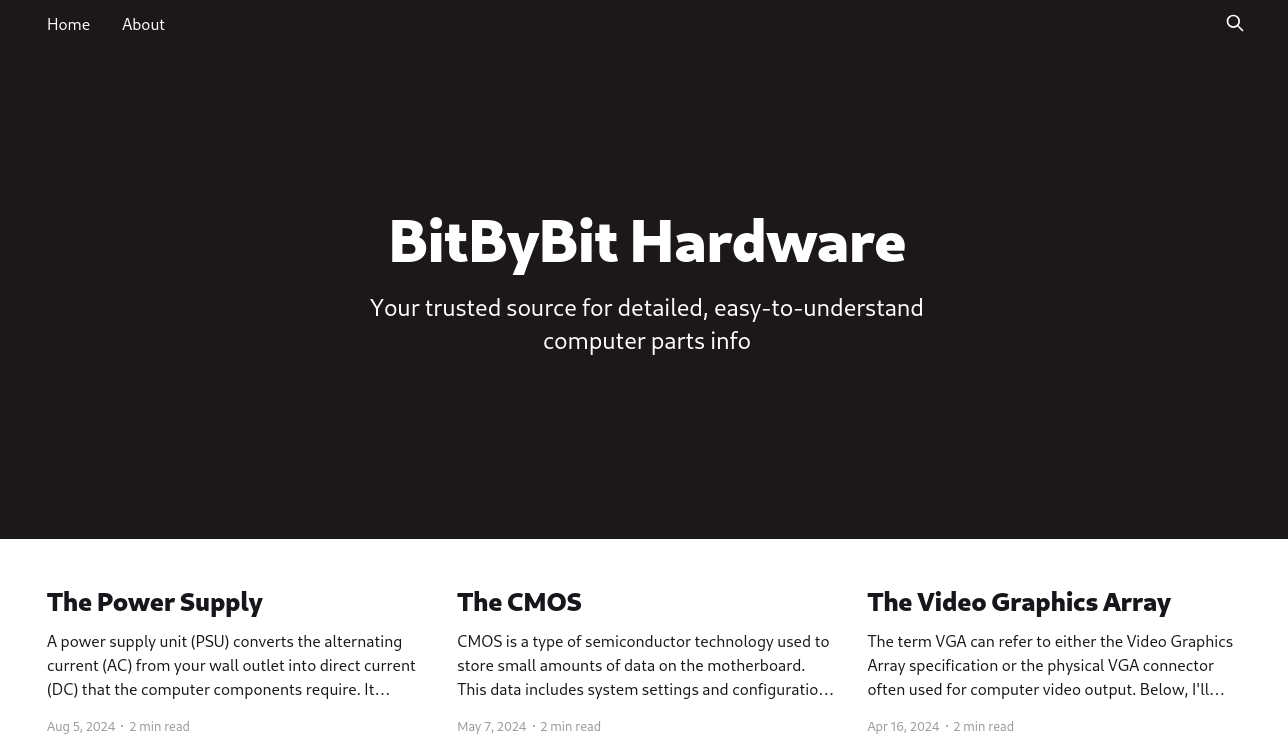 Home About
BitByBit Hardware
Your trusted source for detailed, easy-to-understand
computer parts info
The Power Supply
A power supply unit (PSU) converts the alternating
current (AC) from your wall outlet into direct current
(DC) that the computer components require. It…
Aug 5, 2024 · 2 min read
The CMOS
CMOS is a type of semiconductor technology used to
store small amounts of data on the motherboard.
This data includes system settings and configuratio…
May 7, 2024 · 2 min read
The Video Graphics Array
The term VGA can refer to either the Video Graphics
Array specification or the physical VGA connector
often used for computer video output. Below, I'll…
Apr 16, 2024 · 2 min read